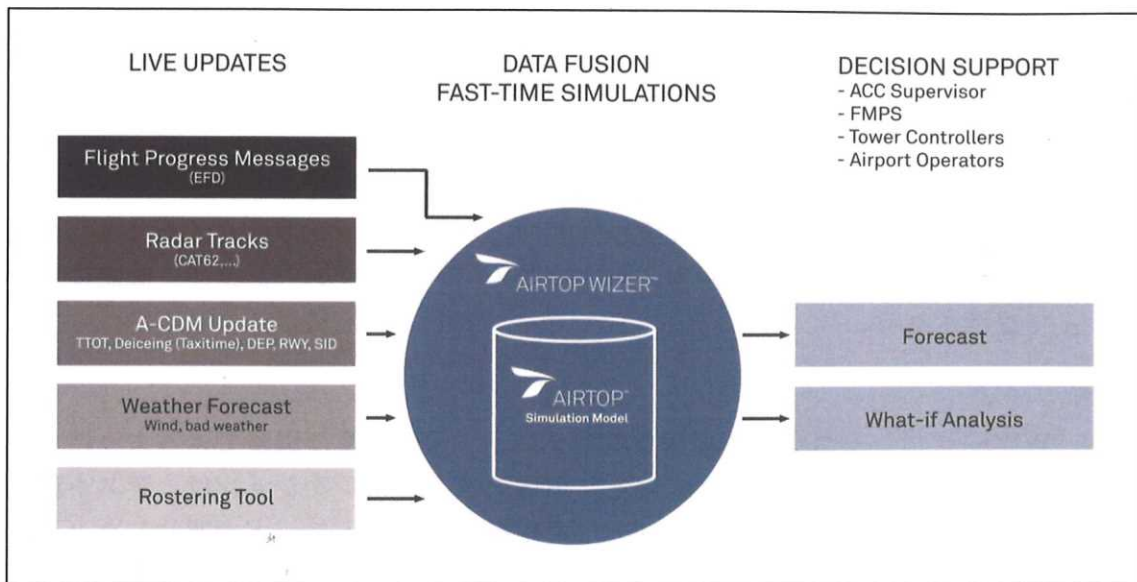 LIVE UPDATES
Flight Progress Messages
(EFD)
Radar Tracks
(CAT62,...)
A-CDM Update
TTOT, Deiceing (Taxitime), DEP, RWY, SID
Weather Forecast
Wind, bad weather
Rostering Tool
DATA FUSION
FAST-TIME SIMULATIONS
AIRTOP WIZER™
AIRTOP™
Simulation Model
DECISION SUPPORT
- ACC Supervisor
- FMPS
- Tower Controllers
- Airport Operators
Forecast
What-if Analysis